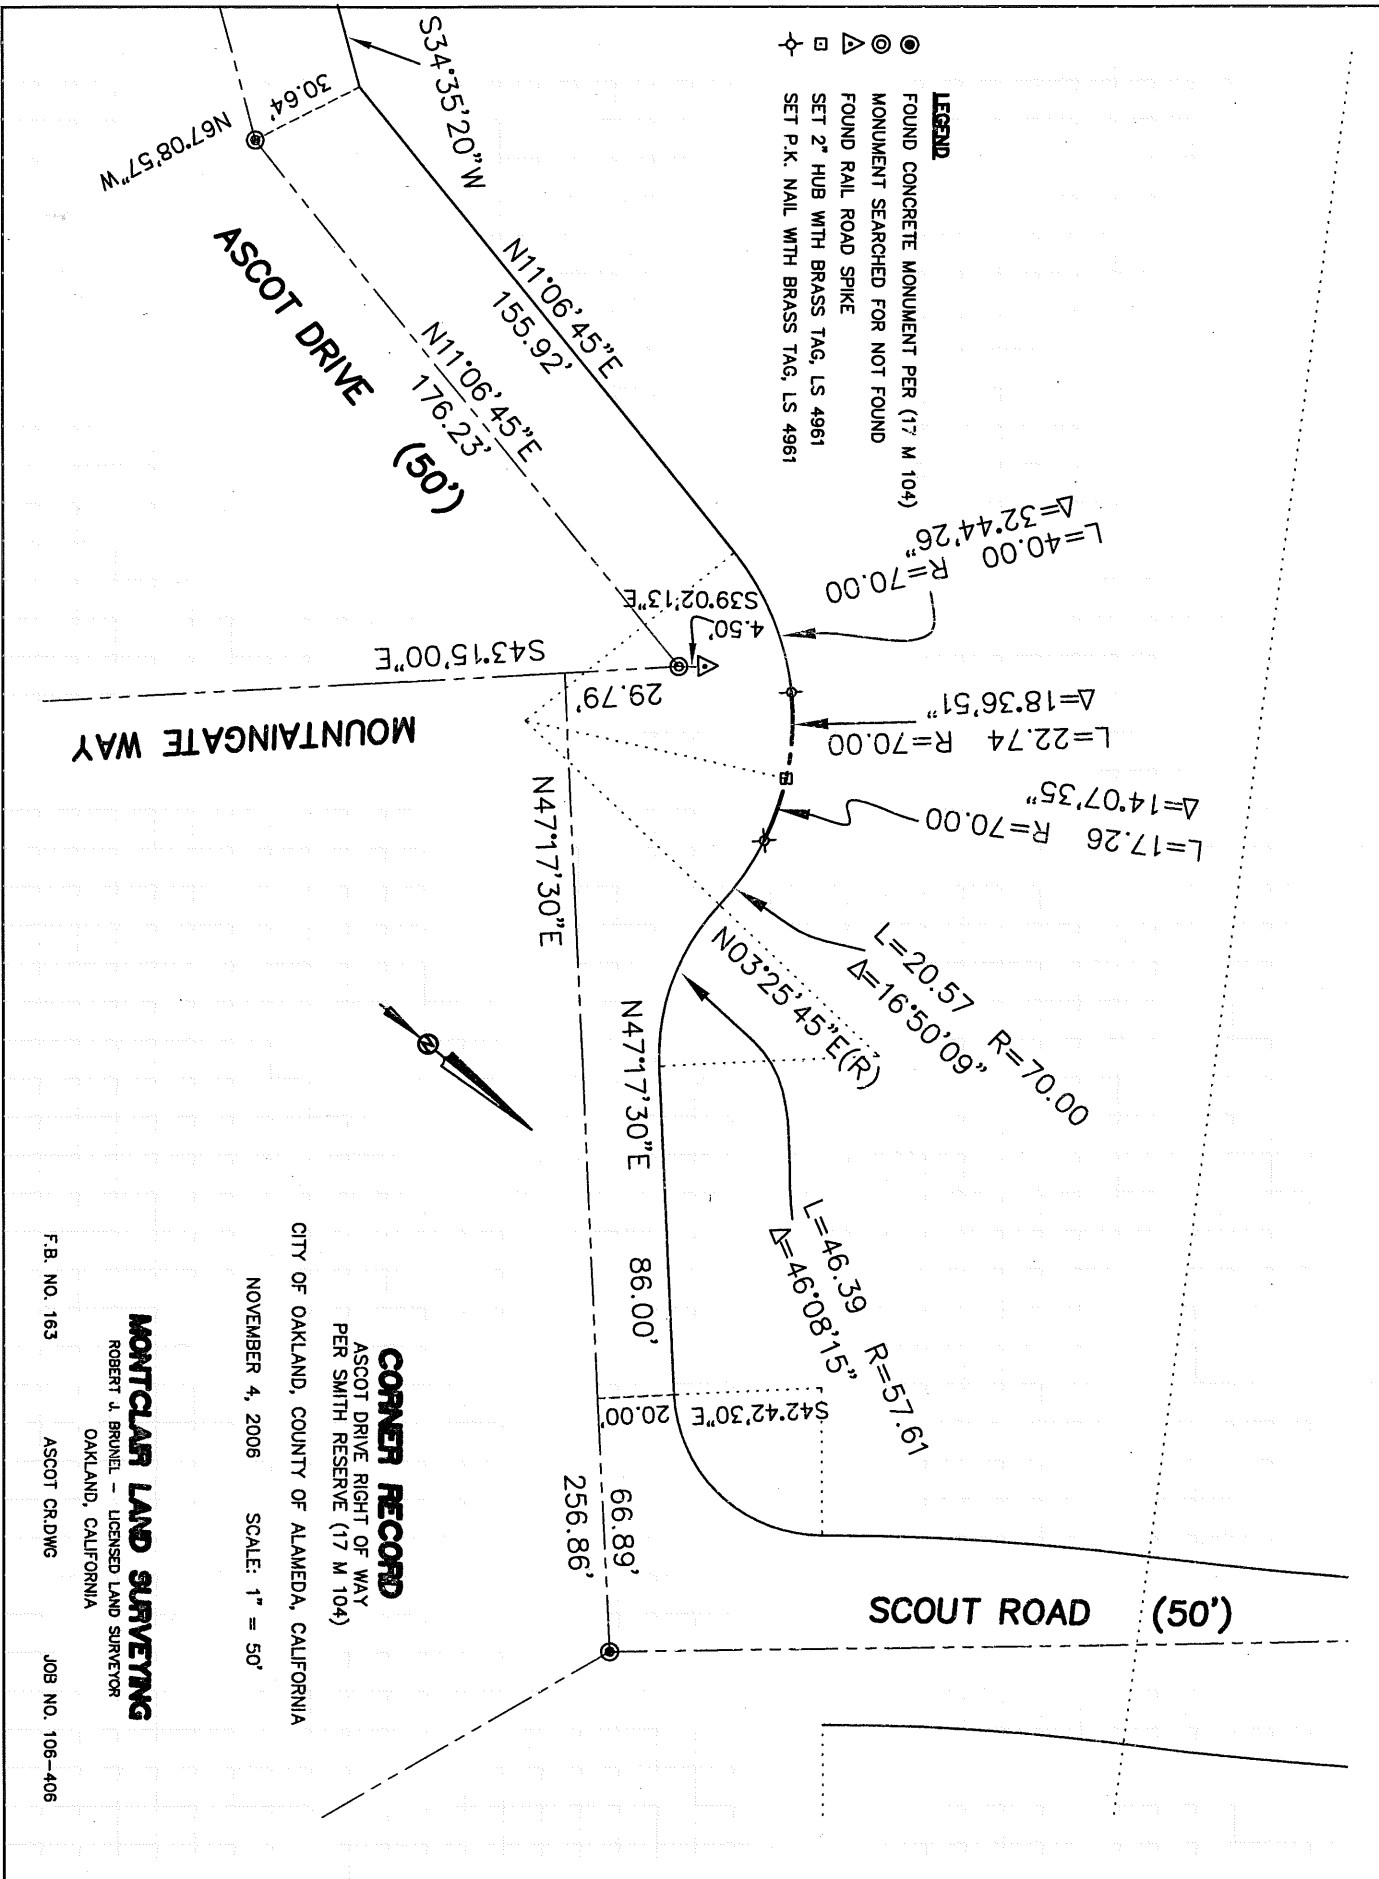 LEGEND
FOUND CONCRETE MONUMENT PER (17 M 104)
MONUMENT SEARCHED FOR NOT FOUND
FOUND RAIL ROAD SPIKE
SET 2" HUB WITH BRASS TAG, LS 4961
SET P.K. NAIL WITH BRASS TAG, LS 4961
S34°35'20"W
30.64'
N67°08'57"W
ASCOT DRIVE (50')
N11°06'45"E
155.92'
N11°06'45"E
176.23'
L=40.00 R=70.00
Δ=32°44'26"
S39°02'13"E
4.50'
S43°15'00"E
29.79'
MOUNTAINGATE WAY
L=22.74 R=70.00
Δ=18°36'51"
L=17.26 R=70.00
Δ=14°07'35"
L=20.57 R=70.00
Δ=16°50'09"
N03°25'45"E(R)
N47°17'30"E
N47°17'30"E
86.00'
L=46.39 R=57.61
Δ=46°08'15"
S42°42'30"E 20.00'
66.89'
256.86'
SCOUT ROAD (50')
N
CORNER RECORD
ASCOT DRIVE RIGHT OF WAY
PER SMITH RESERVE (17 M 104)
CITY OF OAKLAND, COUNTY OF ALAMEDA, CALIFORNIA
NOVEMBER 4, 2006 SCALE: 1" = 50'
MONTCLAIR LAND SURVEYING
ROBERT J. BRUNEL - LICENSED LAND SURVEYOR
OAKLAND, CALIFORNIA
F.B. NO. 163 ASCOT CR.DWG JOB NO. 106-406